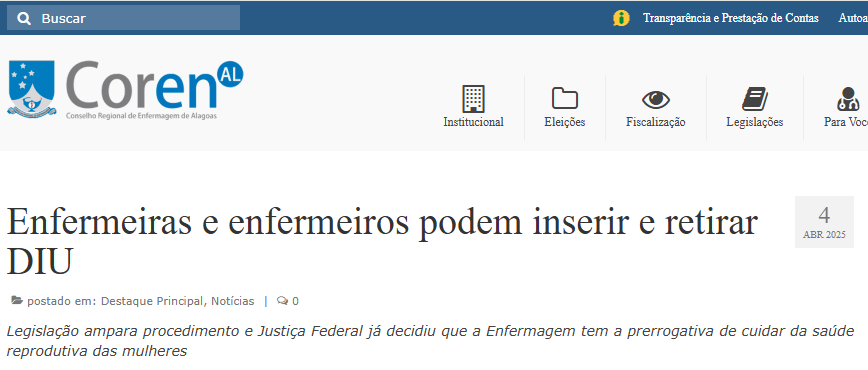 Buscar
Transparência e Prestação de Contas
Autoa
Coren AL
Conselho Regional de Enfermagem de Alagoas
Institucional
Eleições
Fiscalização
Legislações
Para Voc
Enfermeiras e enfermeiros podem inserir e retirar
DIU
4
ABR 2025
postado em: Destaque Principal, Notícias | 0
Legislação ampara procedimento e Justiça Federal já decidiu que a Enfermagem tem a prerrogativa de cuidar da saúde
reprodutiva das mulheres